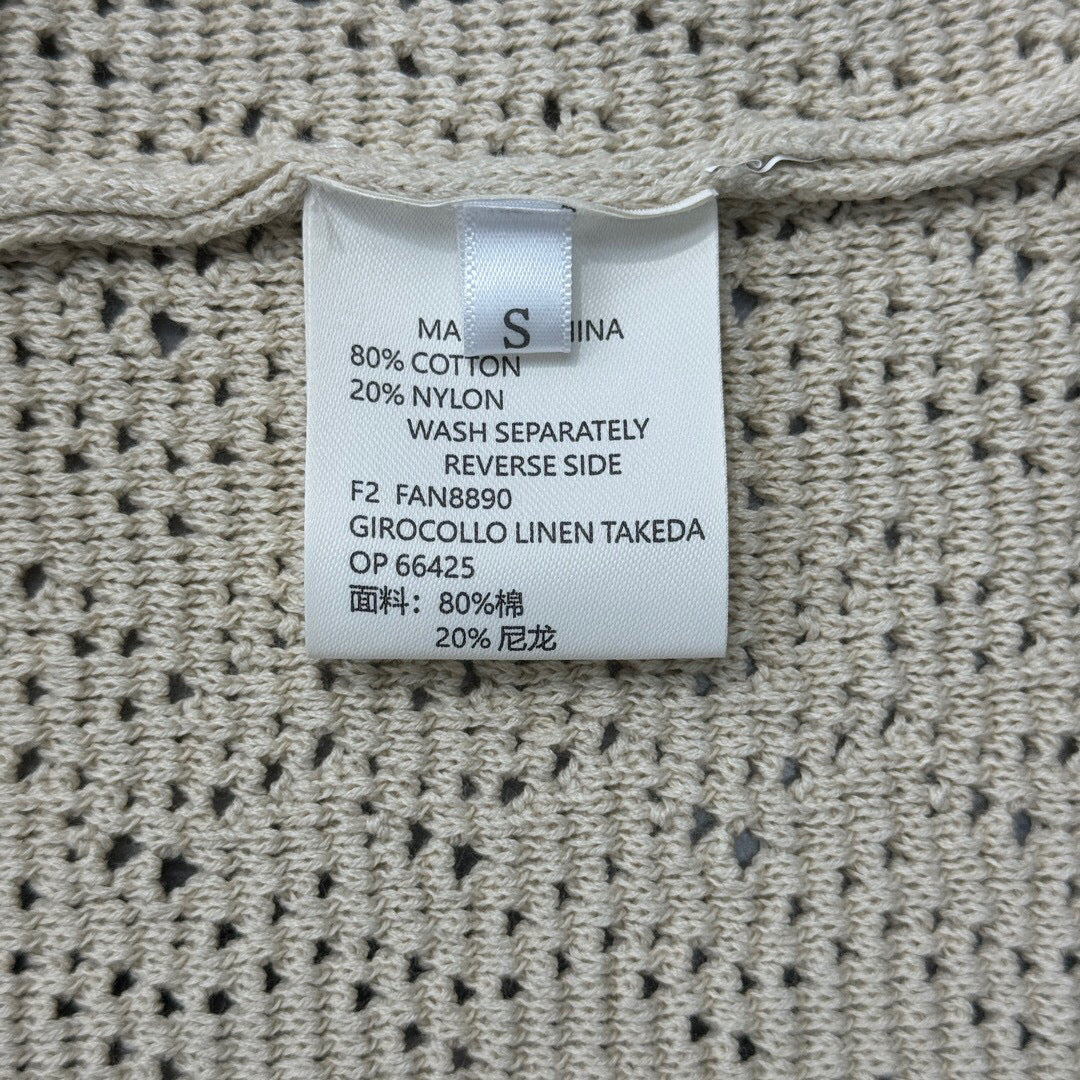 S
MA INA
80% COTTON
20% NYLON
WASH SEPARATELY
REVERSE SIDE
F2 FAN8890
GIROCOLLO LINEN TAKEDA
OP 66425
面料：80%棉
20% 尼龙